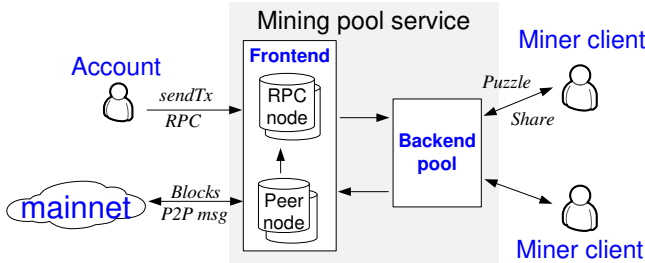 Mining pool service
Frontend
Miner client
Account
sendTx
RPC
RPC
node
Puzzle
Share
Backend
pool
mainnet
Blocks
P2P msg
Peer
node
Miner client